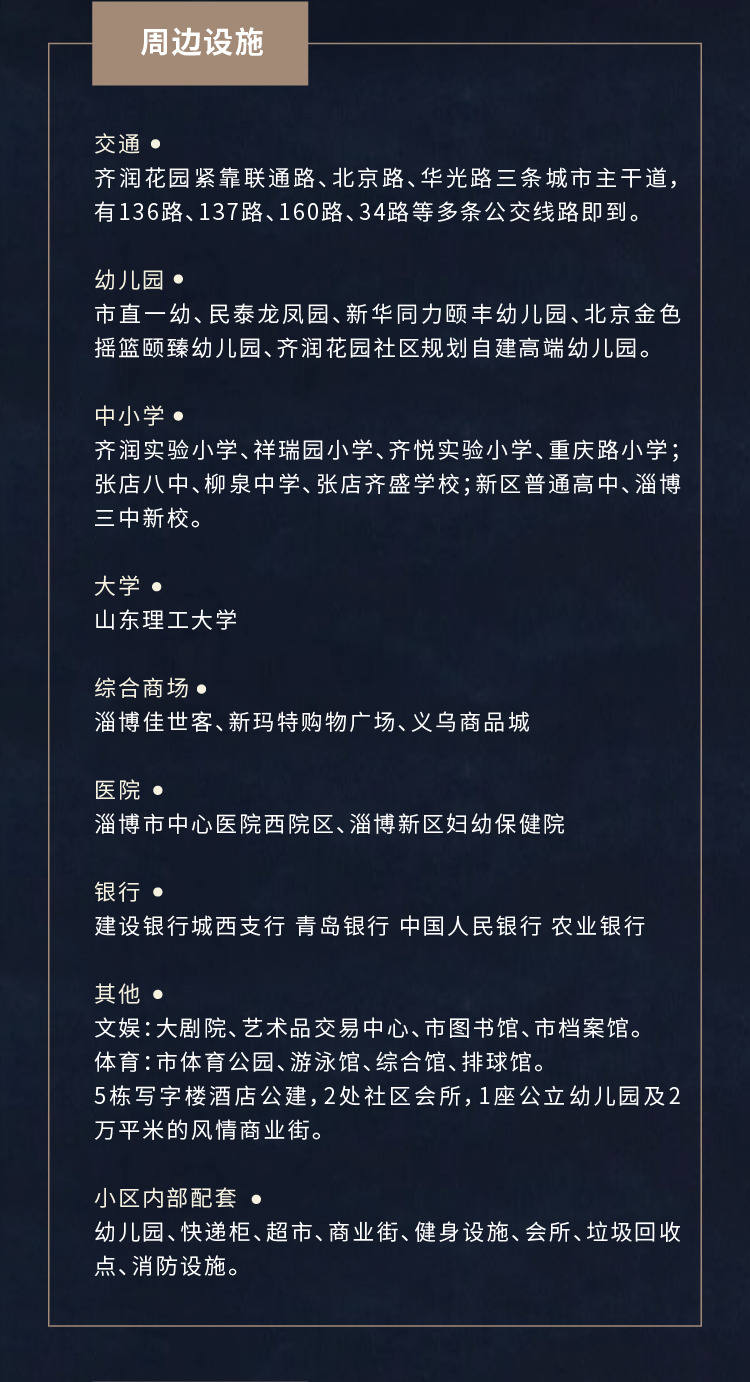 周边设施
交通 ●
齐润花园紧靠联通路、北京路、华光路三条城市主干道，
有136路、137路、160路、34路等多条公交线路即到。
幼儿园 ●
市直一幼、民泰龙凤园、新华同力颐丰幼儿园、北京金色
摇篮颐臻幼儿园、齐润花园社区规划自建高端幼儿园。
中小学 ●
齐润实验小学、祥瑞园小学、齐悦实验小学、重庆路小学；
张店八中、柳泉中学、张店齐盛学校；新区普通高中、淄博
三中新校。
大学 ●
山东理工大学
综合商场 ●
淄博佳世客、新玛特购物广场、义乌商品城
医院 ●
淄博市中心医院西院区、淄博新区妇幼保健院
银行 ●
建设银行城西支行 青岛银行 中国人民银行 农业银行
其他 ●
文娱：大剧院、艺术品交易中心、市图书馆、市档案馆。
体育：市体育公园、游泳馆、综合馆、排球馆。
5栋写字楼酒店公建，2处社区会所，1座公立幼儿园及2
万平米的风情商业街。
小区内部配套 ●
幼儿园、快递柜、超市、商业街、健身设施、会所、垃圾回收
点、消防设施。